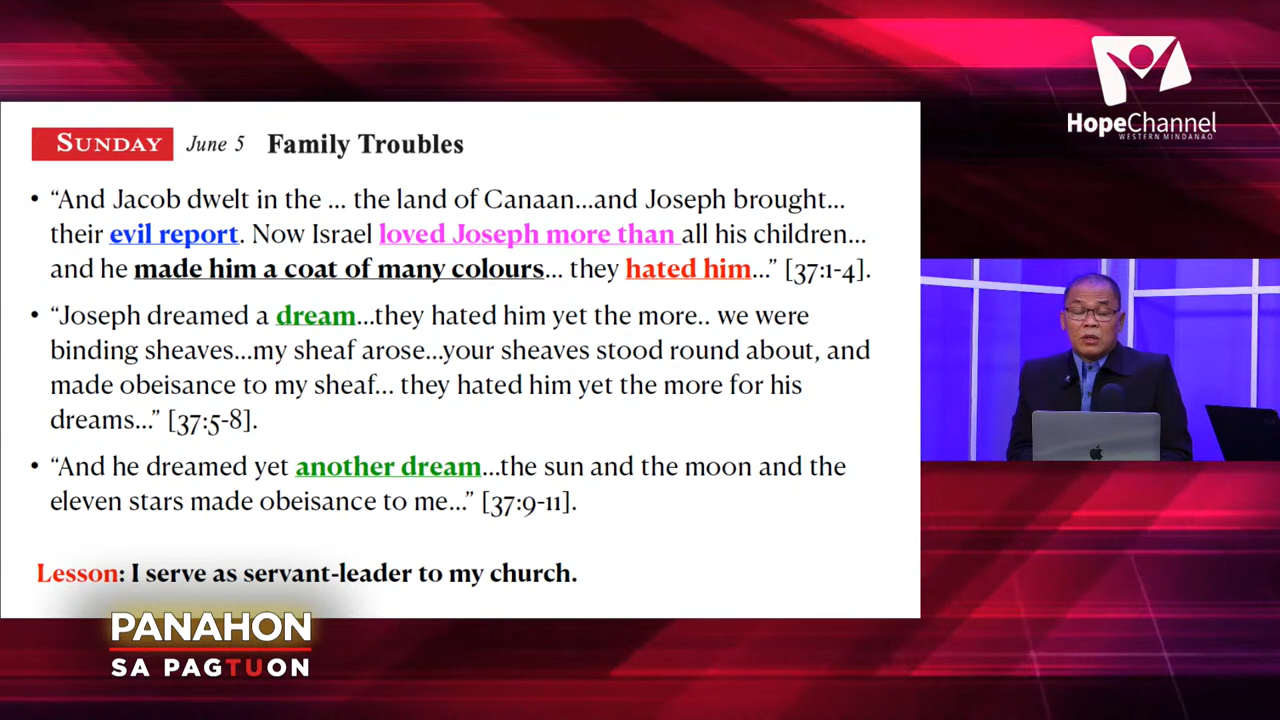 HopeChannel
WESTERN MINDANAO
SUNDAY June 5 Family Troubles
• “And Jacob dwelt in the ... the land of Canaan...and Joseph brought...
their evil report. Now Israel loved Joseph more than all his children...
and he made him a coat of many colours... they hated him...” [37:1-4].
• “Joseph dreamed a dream...they hated him yet the more.. we were
binding sheaves...my sheaf arose...your sheaves stood round about, and
made obeisance to my sheaf... they hated him yet the more for his
dreams...” [37:5-8].
• “And he dreamed yet another dream...the sun and the moon and the
eleven stars made obeisance to me...” [37:9-11].
Lesson: I serve as servant-leader to my church.
PANAHON
SA PAGTUON